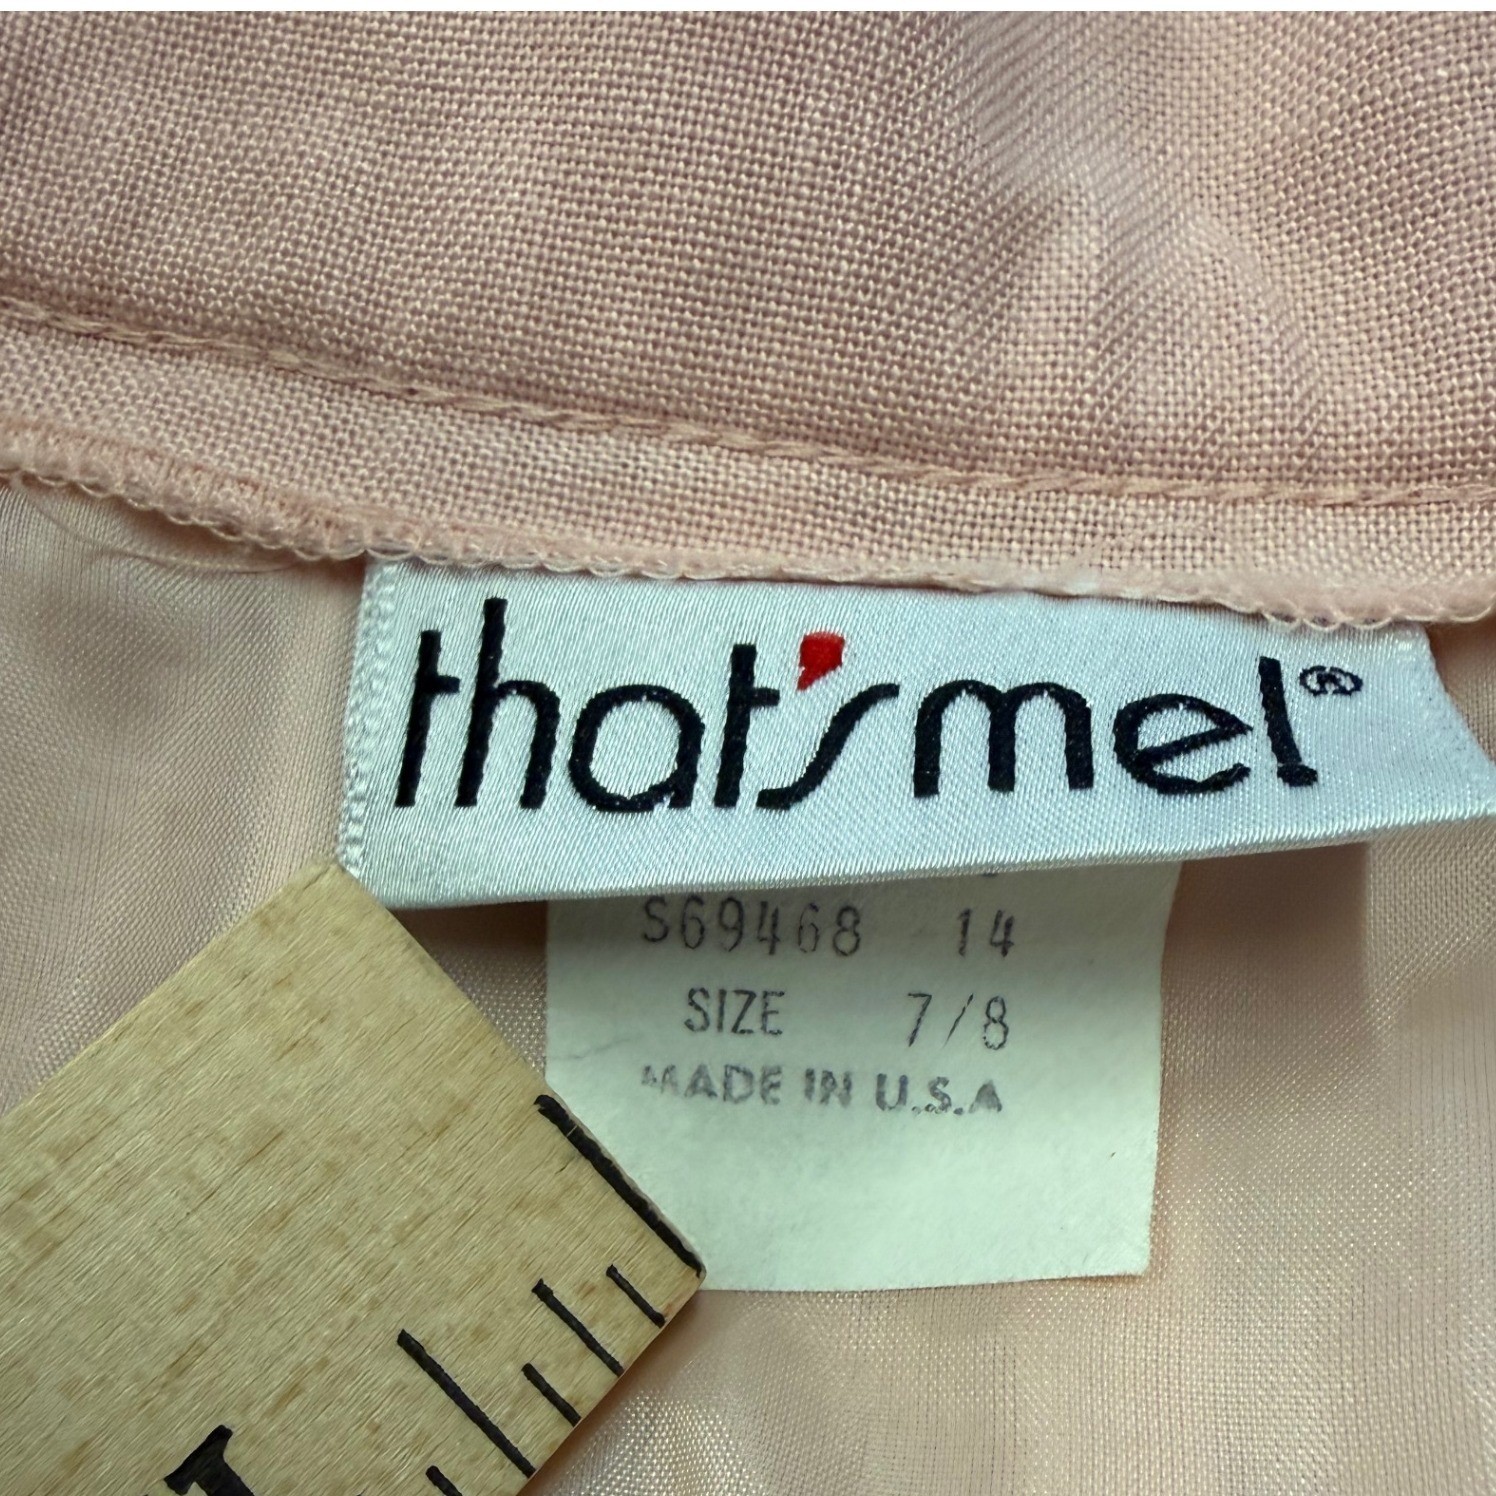 that's me!®
S69468 14
SIZE 7/8
MADE IN U.S.A